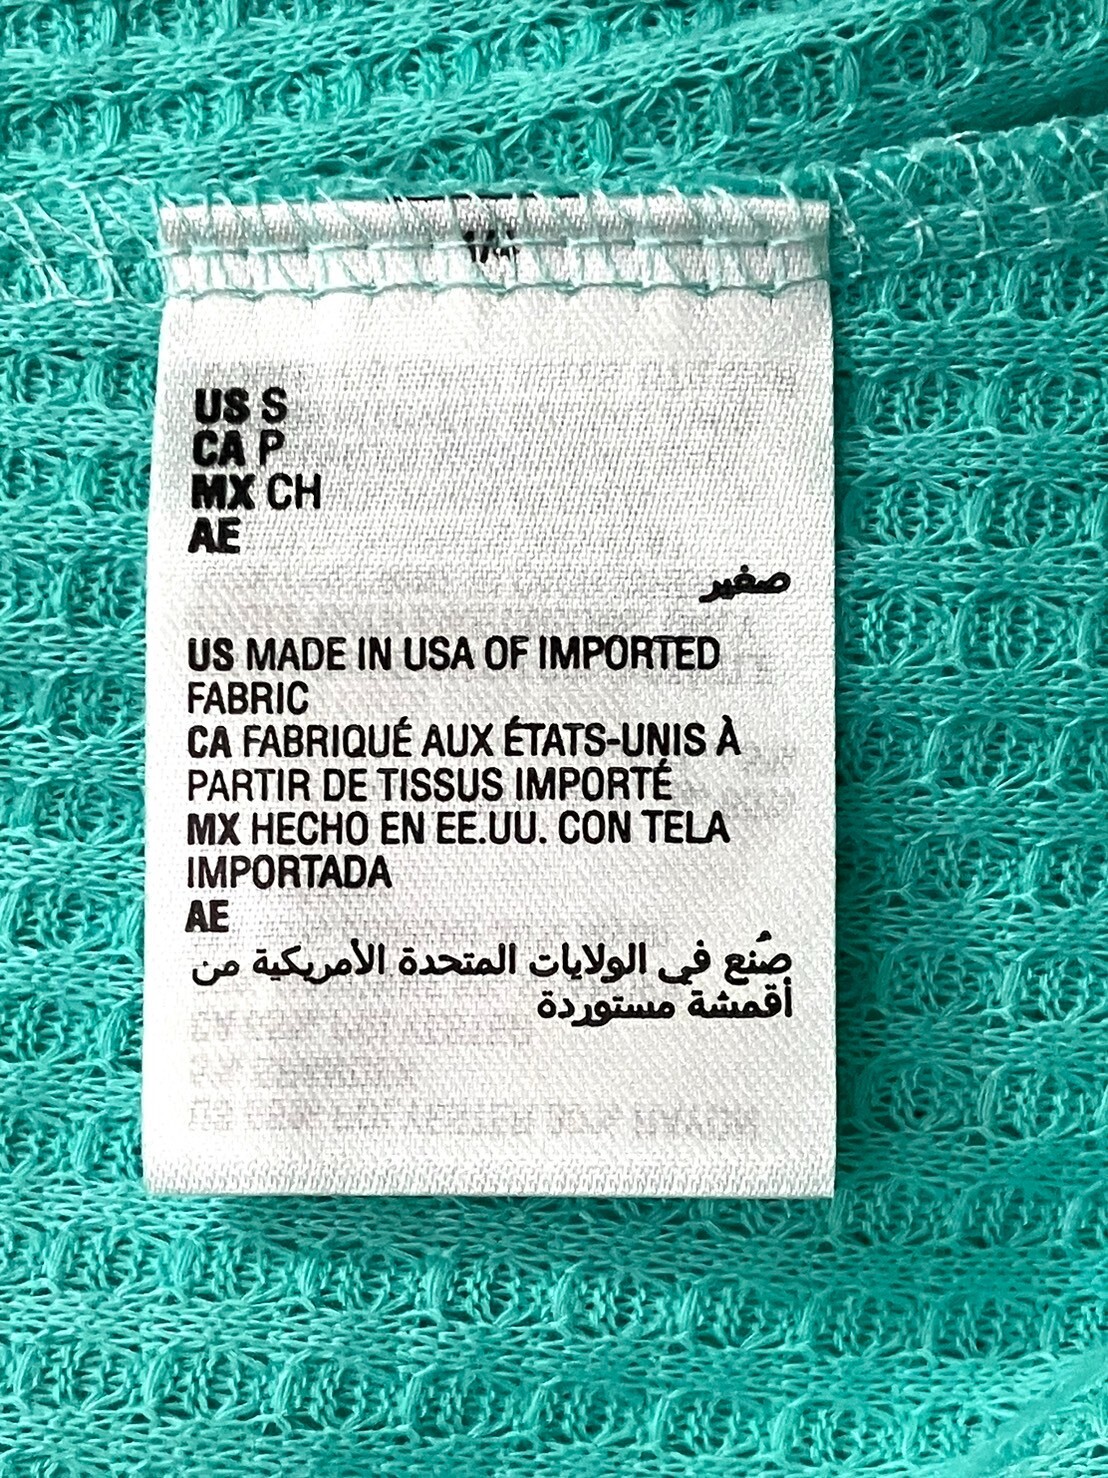 1/4
US S
CA P
MX CH
AE
صغير
US MADE IN USA OF IMPORTED
FABRIC
CA FABRIQUÉ AUX ÉTATS-UNIS À
PARTIR DE TISSUS IMPORTÉ
MX HECHO EN EE.UU. CON TELA
IMPORTADA
AE
صُنع في الولايات المتحدة الأمريكية من
أقمشة مستوردة